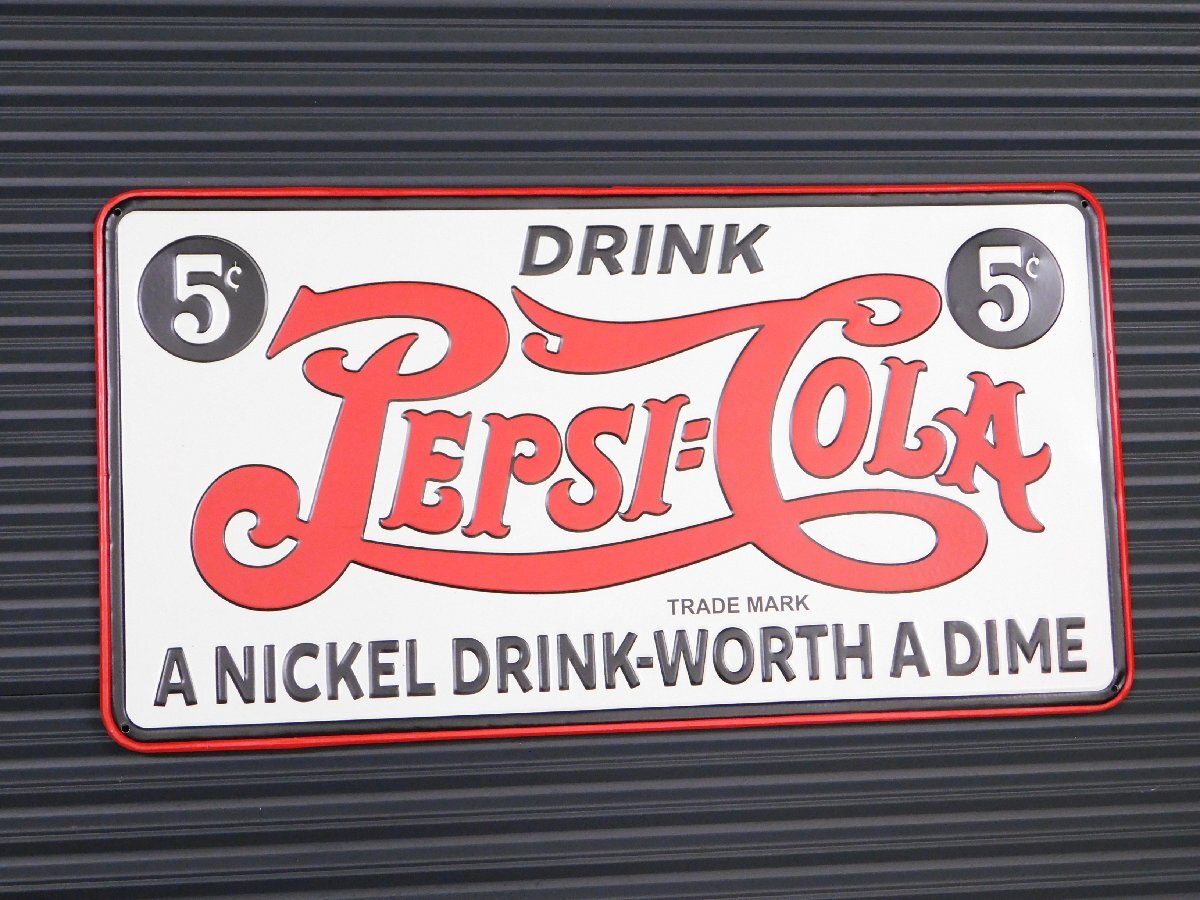 DRINK
5¢ 5¢
PEPSI=COLA
TRADE MARK
A NICKEL DRINK-WORTH A DIME